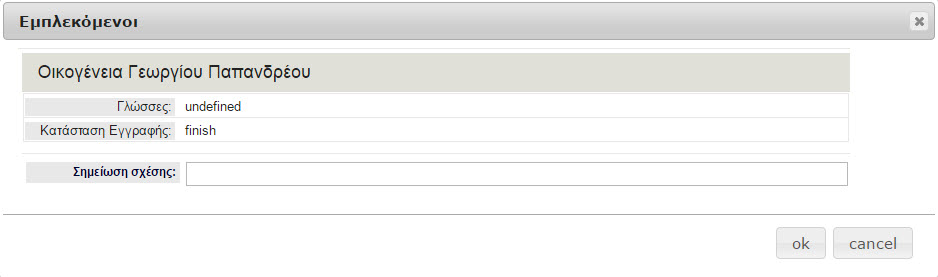 Εμπλεκόμενοι
Οικογένεια Γεωργίου Παπανδρέου
Γλώσσες: undefined
Κατάσταση Εγγραφής: finish
Σημείωση σχέσης:
ok cancel